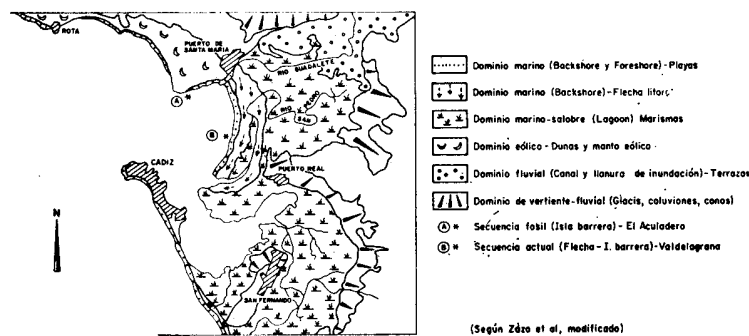 ROTA
PUERTO DE
SANTA MARIA
RIO GUADALETE
RIO
SAN
PEDRO
A *
B *
CADIZ
PUERTO REAL
N
SAN FERNANDO
Dominio marino (Backshore y Foreshore)-Playas
Dominio marino (Backshore)-Flecha litoral
Dominio marino-salobre (Lagoon) Marismas
Dominio eólico-Dunas y manto eólico
Dominio fluvial (Canal y llanura de inundación)-Terrazas
Dominio de vertiente-fluvial (Glacis, coluviones, conos)
A * Secuencia fosil (Isla barrera)-El Aculadero
B * Secuencia actual (Flecha-I. barrera)-Valdelagrana
(Según Zázo et al, modificado)